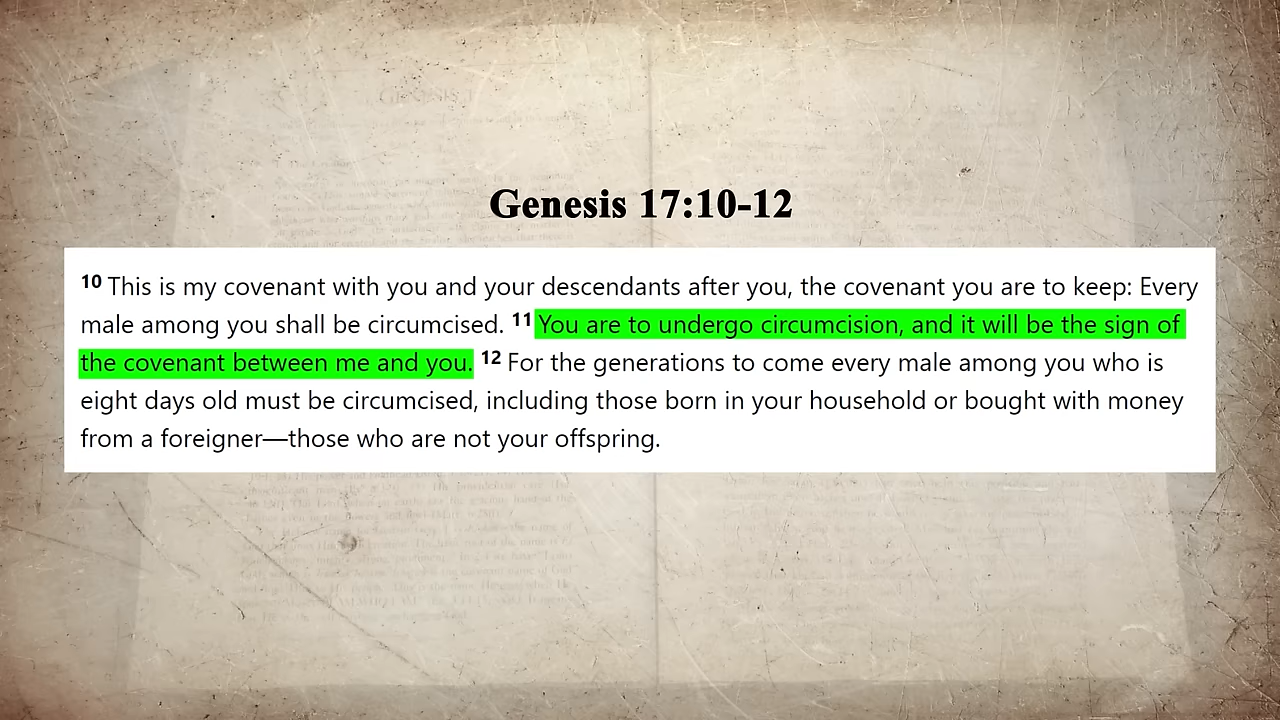 Genesis 17:10-12
10 This is my covenant with you and your descendants after you, the covenant you are to keep: Every
male among you shall be circumcised. 11 You are to undergo circumcision, and it will be the sign of
the covenant between me and you. 12 For the generations to come every male among you who is
eight days old must be circumcised, including those born in your household or bought with money
from a foreigner—those who are not your offspring.